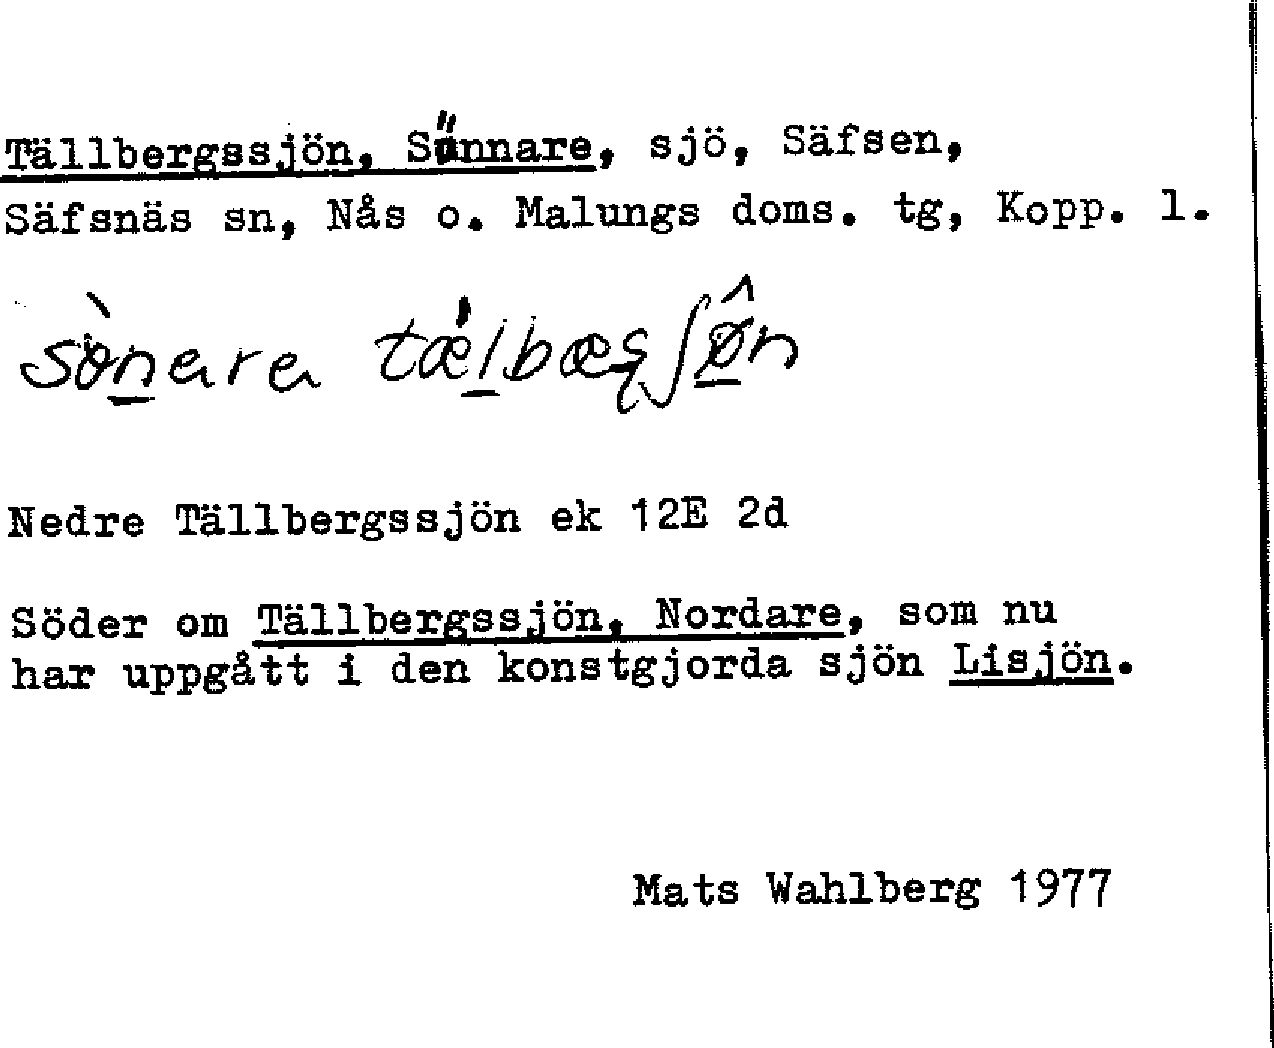 Tällbergssjön, Sönnare, sjö, Säfsen,
Säfsnäs sn, Nås o. Malungs doms. tg, Kopp. l.
Nedre Tällbergssjön ek 12E 2d
Söder om Tällbergssjön, Nordare, som nu
har uppgått i den konstgjorda sjön Lisjön.
Mats Wahlberg 1977